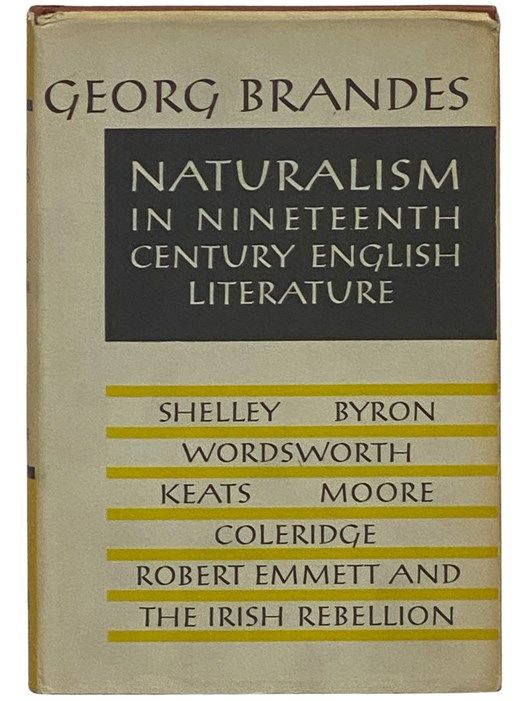 GEORG BRANDES
NATURALISM
IN NINETEENTH
CENTURY ENGLISH
LITERATURE
SHELLEY BYRON
WORDSWORTH
KEATS MOORE
COLERIDGE
ROBERT EMMETT AND
THE IRISH REBELLION